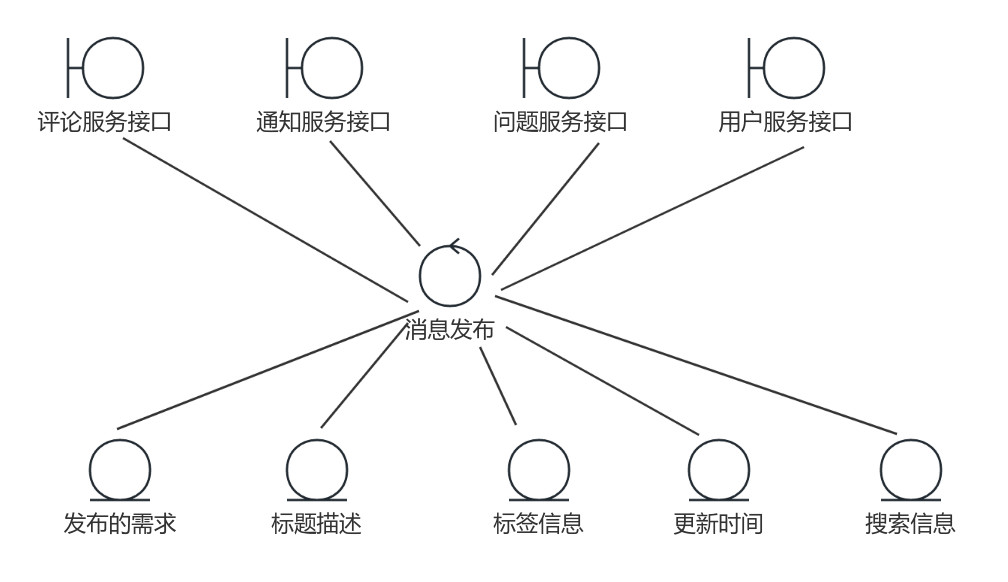 评论服务接口
通知服务接口
问题服务接口
用户服务接口
消息发布
发布的需求
标题描述
标签信息
更新时间
搜索信息